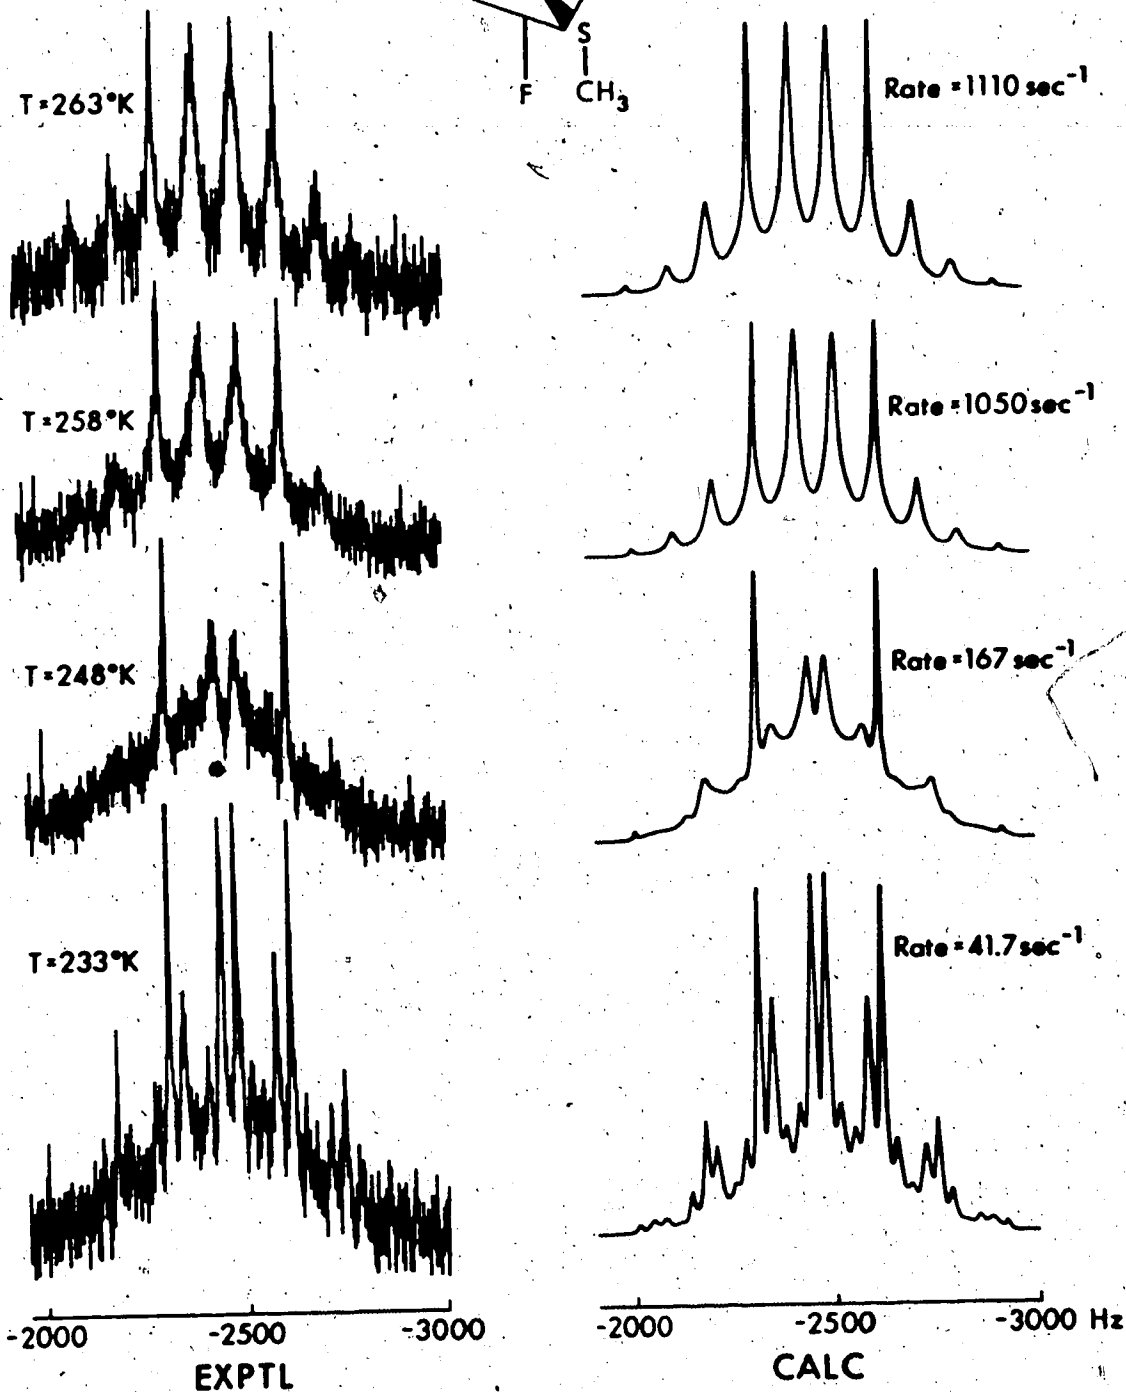 S
F
CH3
T=263°K
Rate =1110 sec-1
T=258°K
Rate =1050 sec-1
T=248°K
Rate =167 sec-1
T=233°K
Rate =41.7 sec-1
-2000 -2500 -3000
-2000 -2500 -3000 Hz
EXPTL
CALC